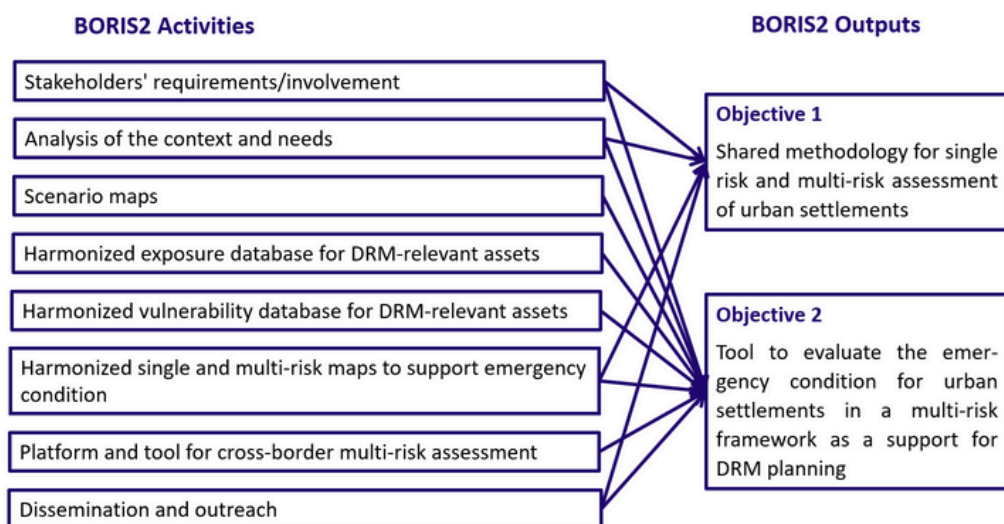 BORIS2 Activities
Stakeholders' requirements/involvement
Analysis of the context and needs
Scenario maps
Harmonized exposure database for DRM-relevant assets
Harmonized vulnerability database for DRM-relevant assets
Harmonized single and multi-risk maps to support emergency
condition
Platform and tool for cross-border multi-risk assessment
Dissemination and outreach
BORIS2 Outputs
Objective 1
Shared methodology for single
risk and multi-risk assessment
of urban settlements
Objective 2
Tool to evaluate the emer-
gency condition for urban
settlements in a multi-risk
framework as a support for
DRM planning